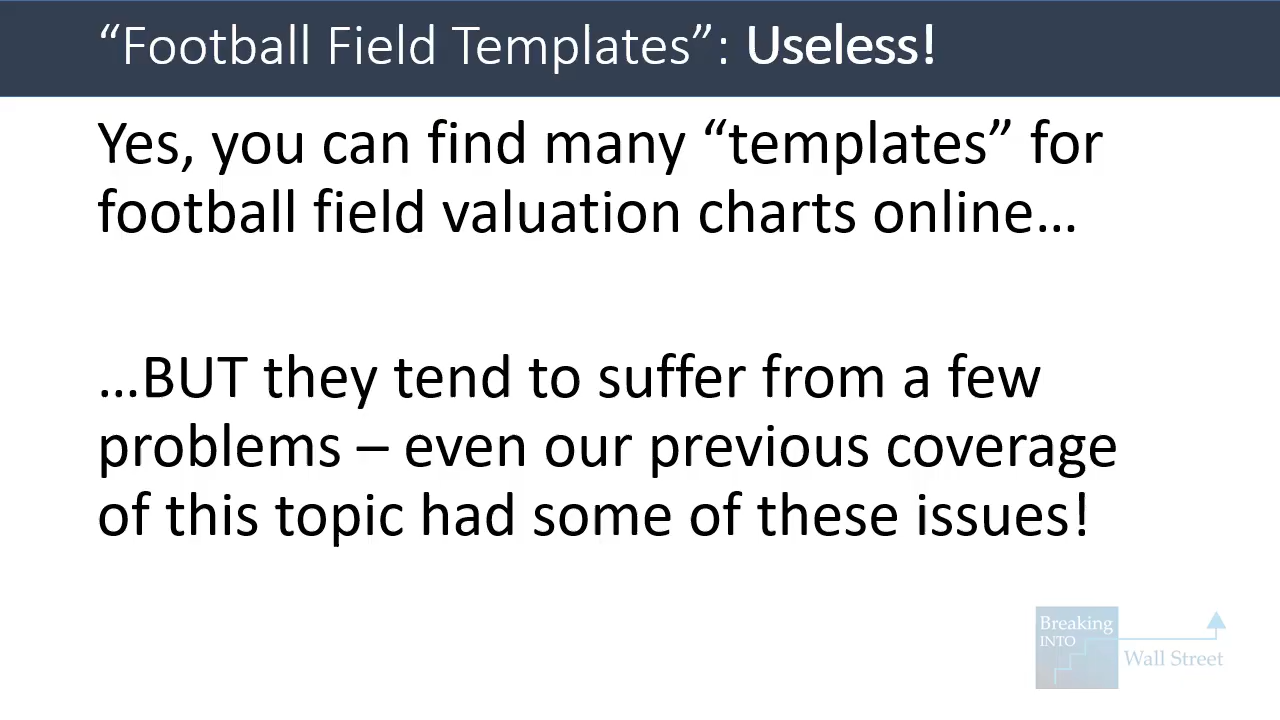 “Football Field Templates”: Useless!
Yes, you can find many “templates” for
football field valuation charts online…
…BUT they tend to suffer from a few
problems – even our previous coverage
of this topic had some of these issues!
Breaking
INTO
Wall Street